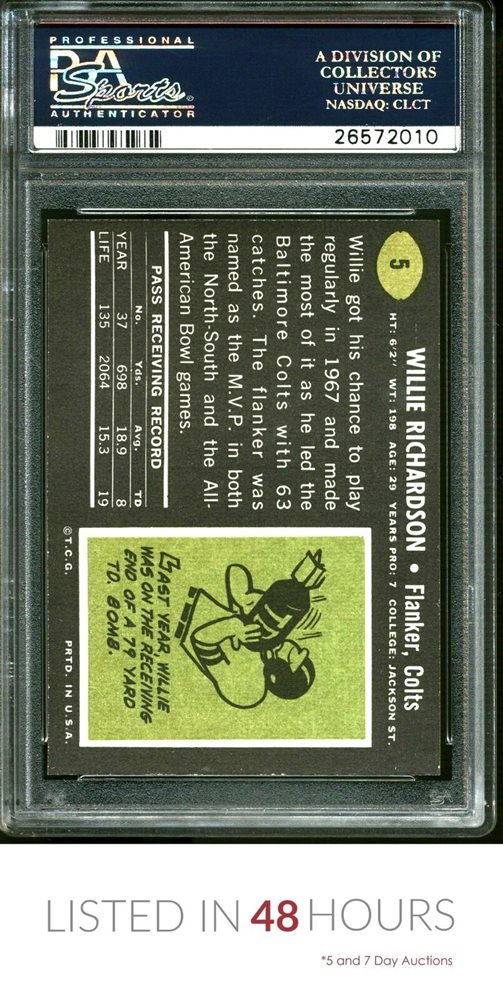 PROFESSIONAL
PSA
Sports
AUTHENTICATOR
A DIVISION OF
COLLECTORS
UNIVERSE
NASDAQ: CLCT
26572010
5
WILLIE RICHARDSON • Flanker, Colts
HT: 6'2" WT: 198 AGE: 29 YEARS PRO: 7 COLLEGE: JACKSON ST.
Willie got his chance to play
regularly in 1967 and made
the most of it as he led the
Baltimore Colts with 63
catches. The flanker was
named as the M.V.P. in both
the North-South and the All-
American Bowl games.
PASS RECEIVING RECORD
No. Yds. Avg. TD
YEAR 37 698 18.9 8
LIFE 135 2064 15.3 19
LAST YEAR, WILLIE
WAS ON THE RECEIVING
END OF A 79 YARD
TD. BOMB.
© T.C.G. PRTD. IN U.S.A.
LISTED IN 48 HOURS
*5 and 7 Day Auctions